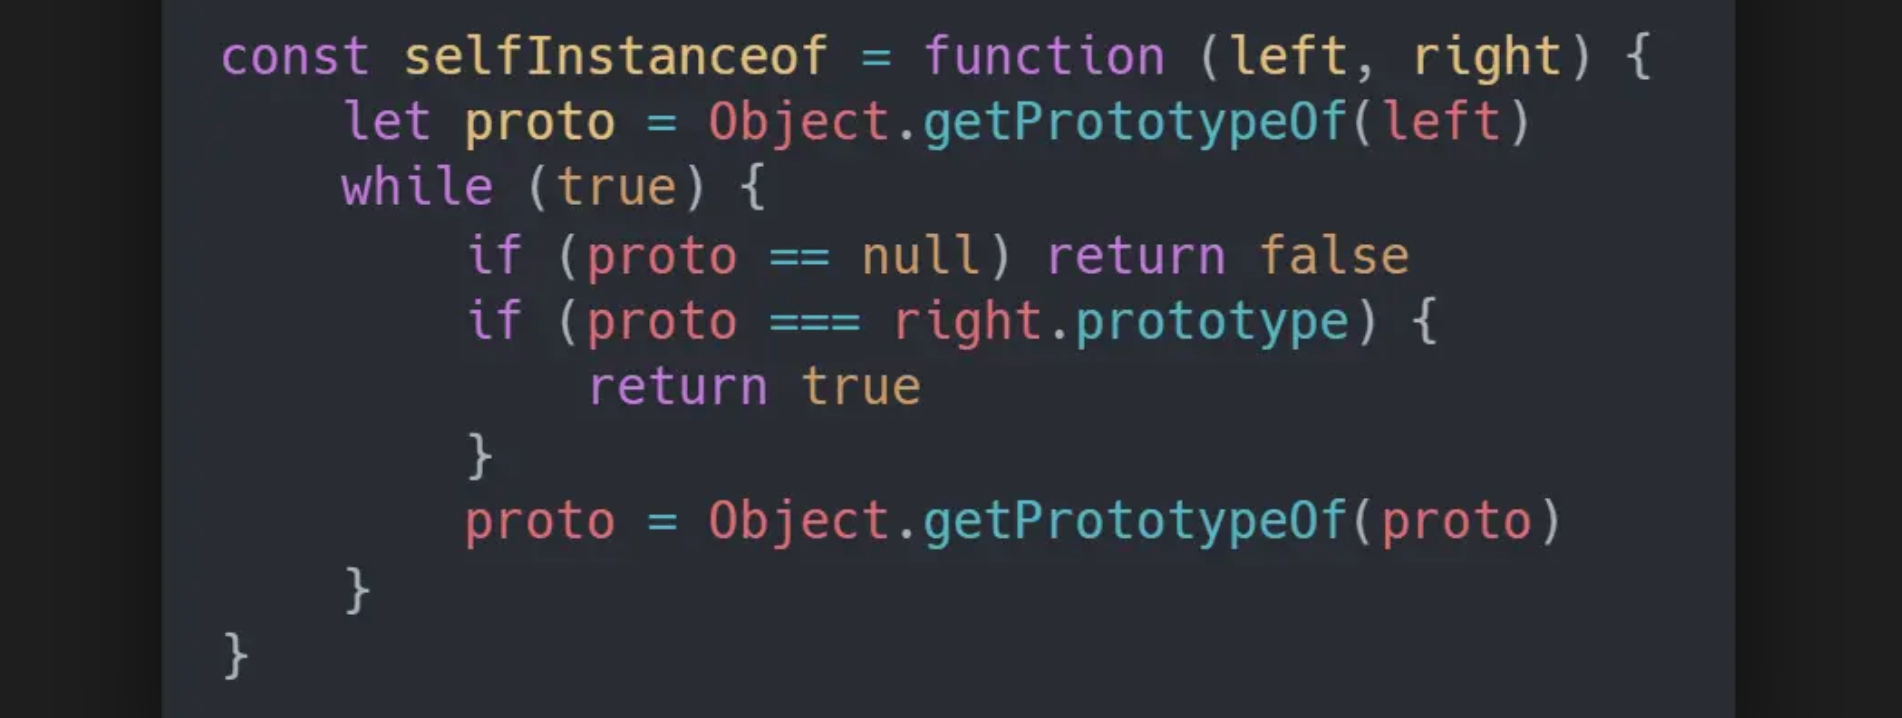 const selfInstanceof = function (left, right) {
    let proto = Object.getPrototypeOf(left)
    while (true) {
        if (proto == null) return false
        if (proto === right.prototype) {
            return true
        }
        proto = Object.getPrototypeOf(proto)
    }
}